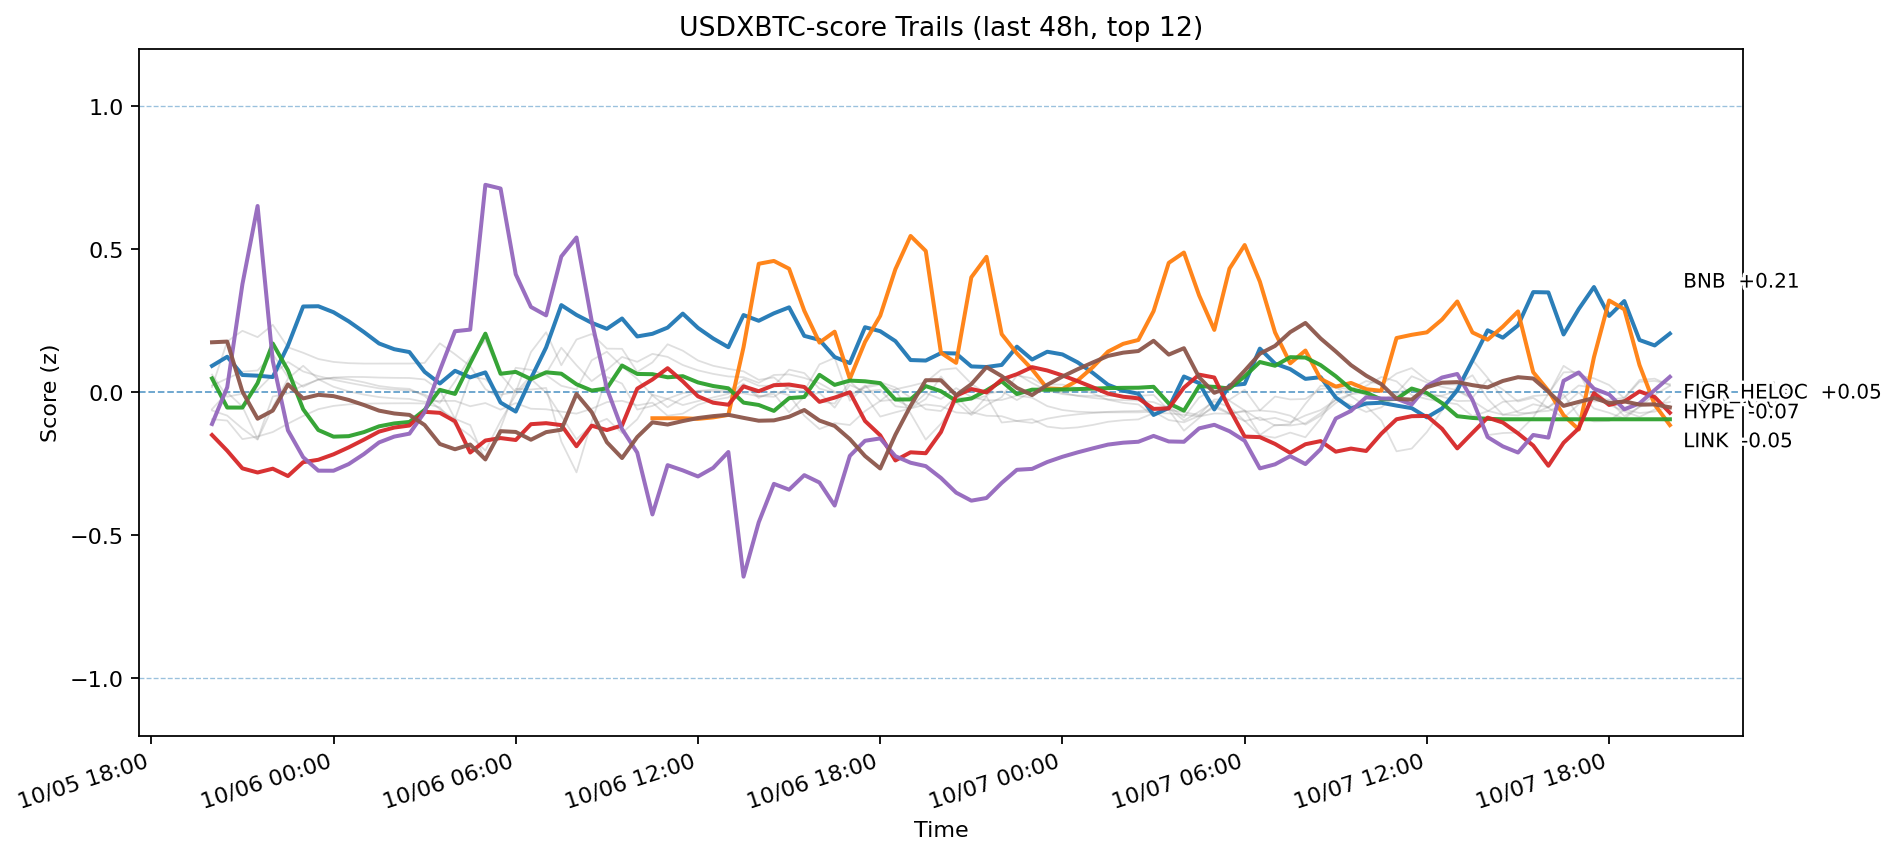 USDXBTC-score Trails (last 48h, top 12)
Score (z)
1.0
0.5
0.0
−0.5
−1.0
BNB +0.21
FIGR_HELOC +0.05
HYPE -0.07
LINK -0.05
10/05 18:00
10/06 00:00
10/06 06:00
10/06 12:00
10/06 18:00
10/07 00:00
10/07 06:00
10/07 12:00
10/07 18:00
Time